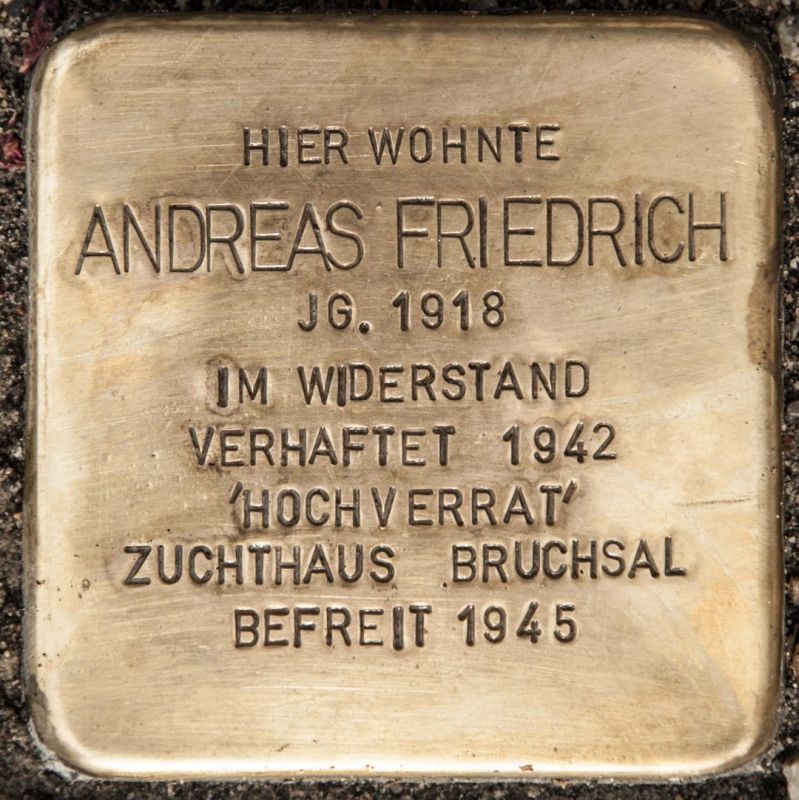 HIER WOHNTE
ANDREAS FRIEDRICH
JG. 1918
IM WIDERSTAND
VERHAFTET 1942
'HOCHVERRAT'
ZUCHTHAUS BRUCHSAL
BEFREIT 1945